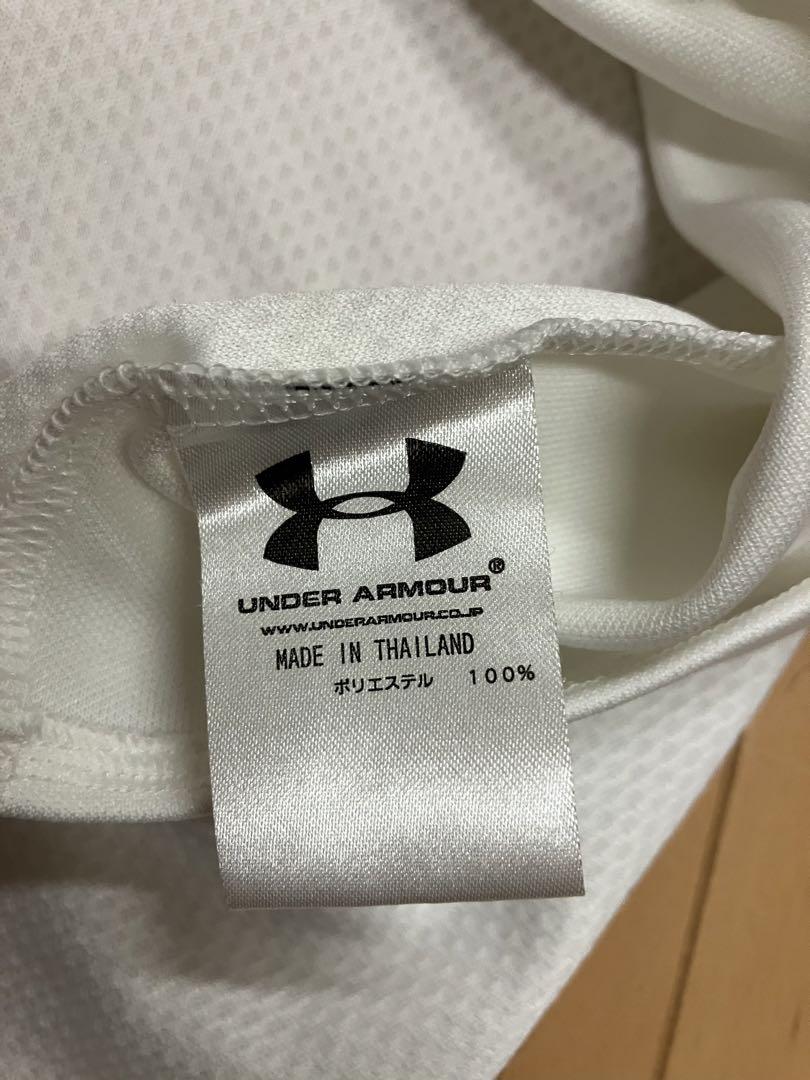 UNDER ARMOUR®
WWW.UNDERARMOUR.CO.JP
MADE IN THAILAND
ポリエステル　１００％